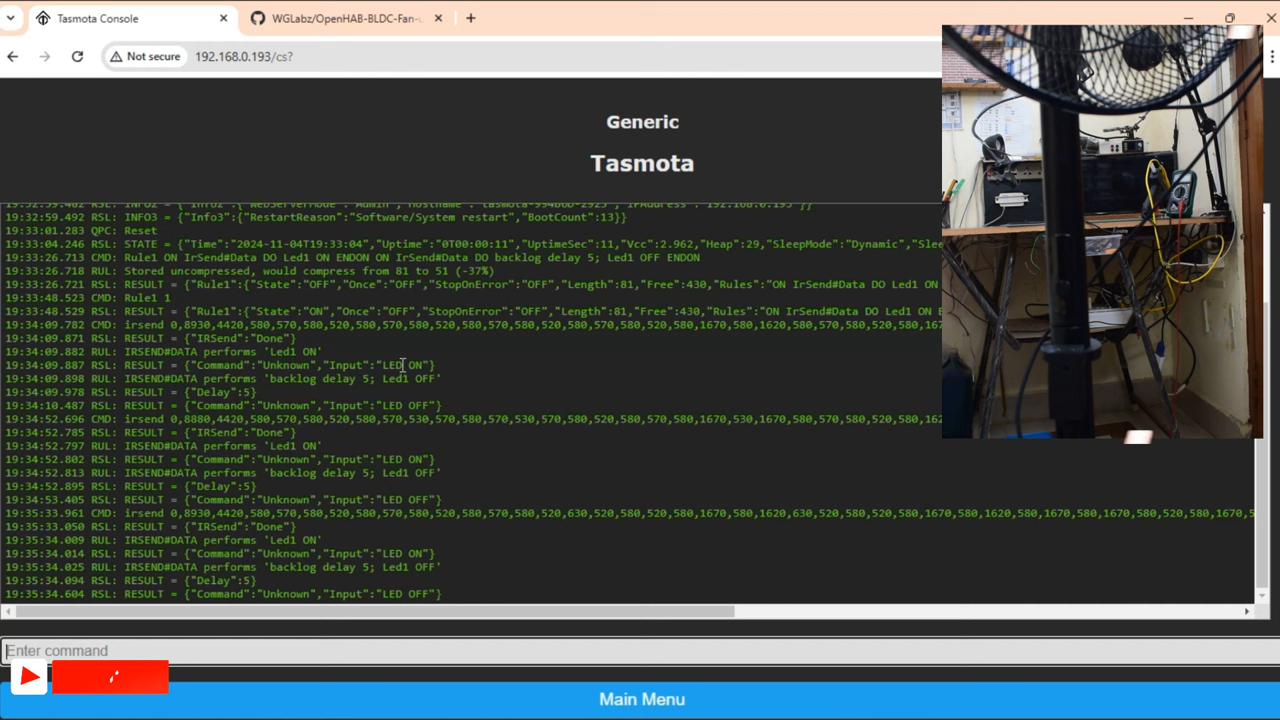 Tasmota Console
WGLabz/OpenHAB-BLDC-Fan-
Not secure
192.168.0.193/cs?
Generic
Tasmota
19:32:59.492 RSL: INFO3 = {"Info3":{"RestartReason":"Software/System restart","BootCount":13}}
19:33:01.283 QPC: Reset
19:33:04.246 RSL: STATE = {"Time":"2024-11-04T19:33:04","Uptime":"0T00:00:11","UptimeSec":11,"Vcc":2.962,"Heap":29,"SleepMode":"Dynamic","Slee
19:33:26.713 CMD: Rule1 ON IrSend#Data DO Led1 ON ENDON ON IrSend#Data DO backlog delay 5; Led1 OFF ENDON
19:33:26.718 RUL: Stored uncompressed, would compress from 81 to 51 (-37%)
19:33:26.721 RSL: RESULT = {"Rule1":{"State":"OFF","Once":"OFF","StopOnError":"OFF","Length":81,"Free":430,"Rules":"ON IrSend#Data DO Led1 ON
19:33:48.523 CMD: Rule1 1
19:33:48.529 RSL: RESULT = {"Rule1":{"State":"ON","Once":"OFF","StopOnError":"OFF","Length":81,"Free":430,"Rules":"ON IrSend#Data DO Led1 ON E
19:34:09.782 CMD: irsend 0,8930,4420,580,570,580,520,580,570,530,570,580,520,580,570,580,520,580,1670,580,1620,580,520,580,1670,580,520,580,167
19:34:09.871 RSL: RESULT = {"IRSend":"Done"}
19:34:09.882 RUL: IRSEND#DATA performs 'Led1 ON'
19:34:09.887 RSL: RESULT = {"Command":"Unknown","Input":"LED ON"}
19:34:09.898 RUL: IRSEND#DATA performs 'backlog delay 5; Led1 OFF'
19:34:09.978 RSL: RESULT = {"Delay":5}
19:34:10.487 RSL: RESULT = {"Command":"Unknown","Input":"LED OFF"}
19:34:52.696 CMD: irsend 0,8880,4420,580,570,580,520,580,570,530,570,580,570,530,570,580,520,580,570,580,1670,530,1670,580,520,580,1620
19:34:52.785 RSL: RESULT = {"IRSend":"Done"}
19:34:52.797 RUL: IRSEND#DATA performs 'Led1 ON'
19:34:52.802 RSL: RESULT = {"Command":"Unknown","Input":"LED ON"}
19:34:52.813 RUL: IRSEND#DATA performs 'backlog delay 5; Led1 OFF'
19:34:52.895 RSL: RESULT = {"Delay":5}
19:34:53.405 RSL: RESULT = {"Command":"Unknown","Input":"LED OFF"}
19:35:33.961 CMD: irsend 0,8930,4420,580,570,580,520,580,570,580,520,580,570,580,520,630,520,580,520,580,1670,580,1620,630,520,580,520,580,1670,580,1620,580,1670,580,1670,580,520,580,1670,5
19:35:33.050 RSL: RESULT = {"IRSend":"Done"}
19:35:34.009 RUL: IRSEND#DATA performs 'Led1 ON'
19:35:34.014 RSL: RESULT = {"Command":"Unknown","Input":"LED ON"}
19:35:34.025 RUL: IRSEND#DATA performs 'backlog delay 5; Led1 OFF'
19:35:34.094 RSL: RESULT = {"Delay":5}
19:35:34.604 RSL: RESULT = {"Command":"Unknown","Input":"LED OFF"}
Enter command
Main Menu